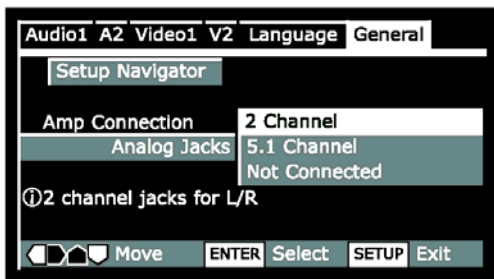 Audio1 A2 Video1 V2 Language General
Setup Navigator
Amp Connection 2 Channel
Analog Jacks 5.1 Channel
Not Connected
ⓘ2 channel jacks for L/R
Move ENTER Select SETUP Exit